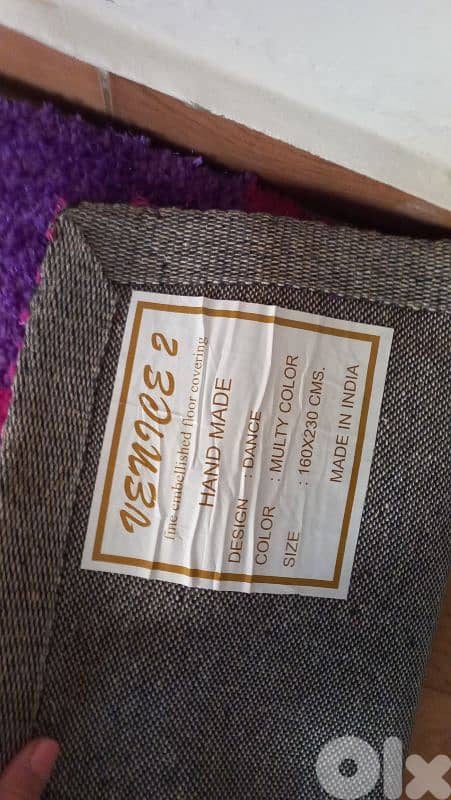 VENICE 2
fine embellished floor covering
HAND MADE
DESIGN : DANCE
COLOR : MULTY COLOR
SIZE : 160X230 CMS.
MADE IN INDIA
OLX